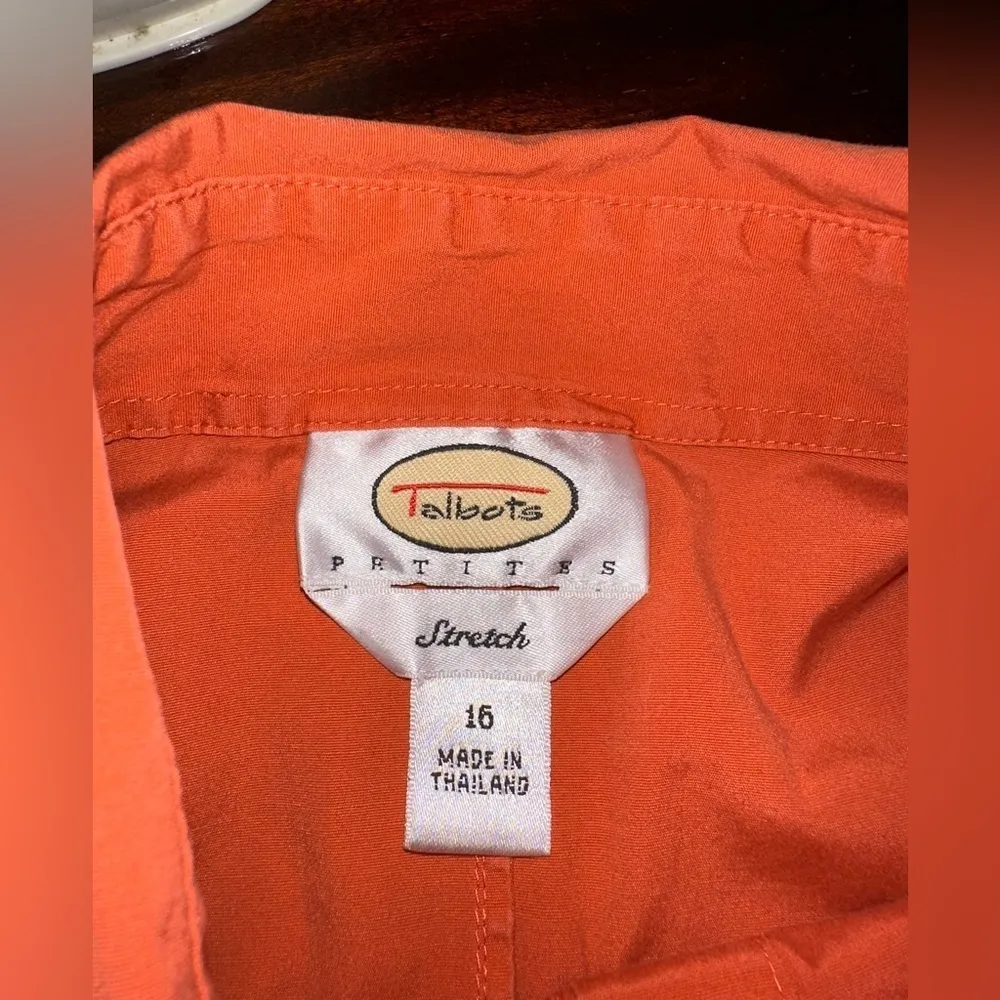 Talbots
PETITES
Stretch
16
MADE IN
THAILAND